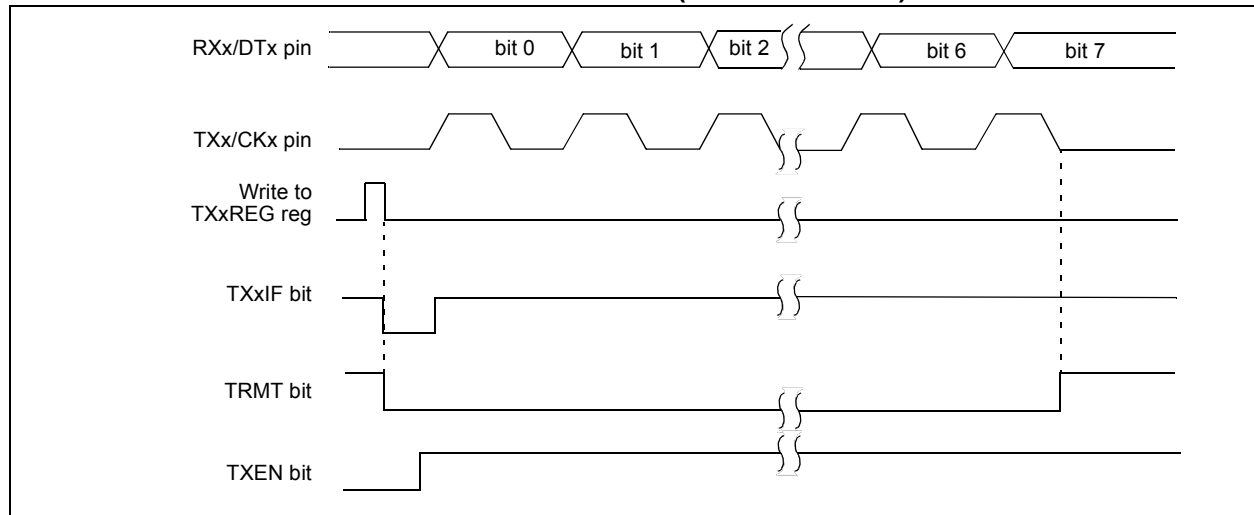 RXx/DTx pin
bit 0
bit 1
bit 2
bit 6
bit 7
TXx/CKx pin
Write to
TXxREG reg
TXxIF bit
TRMT bit
TXEN bit